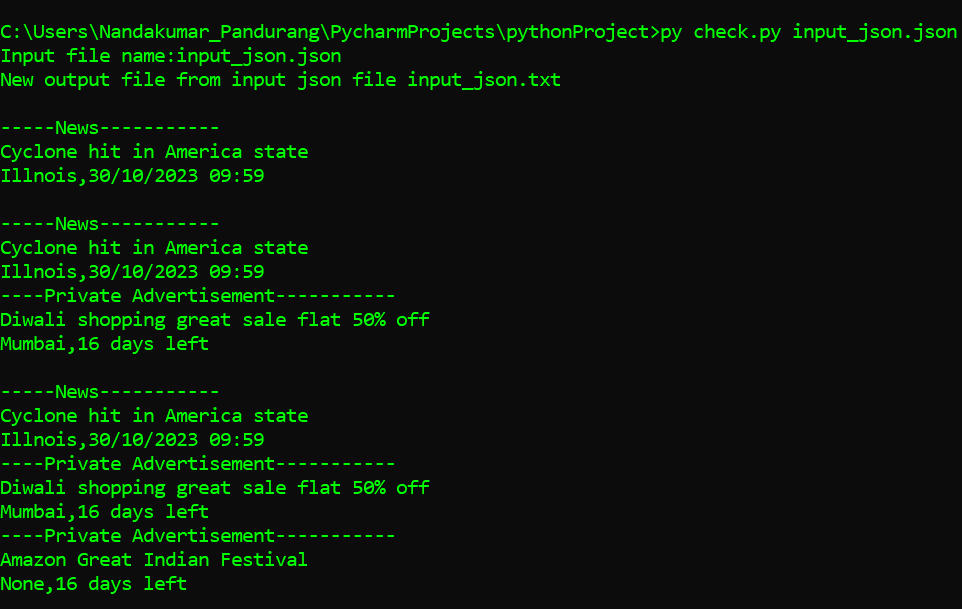 C:\Users\Nandakumar_Pandurang\PycharmProjects\pythonProject>py check.py input_json.json
Input file name:input_json.json
New output file from input json file input_json.txt
-----News-----------
Cyclone hit in America state
Illnois,30/10/2023 09:59
-----News-----------
Cyclone hit in America state
Illnois,30/10/2023 09:59
----Private Advertisement-----------
Diwali shopping great sale flat 50% off
Mumbai,16 days left
-----News-----------
Cyclone hit in America state
Illnois,30/10/2023 09:59
----Private Advertisement-----------
Diwali shopping great sale flat 50% off
Mumbai,16 days left
----Private Advertisement-----------
Amazon Great Indian Festival
None,16 days left